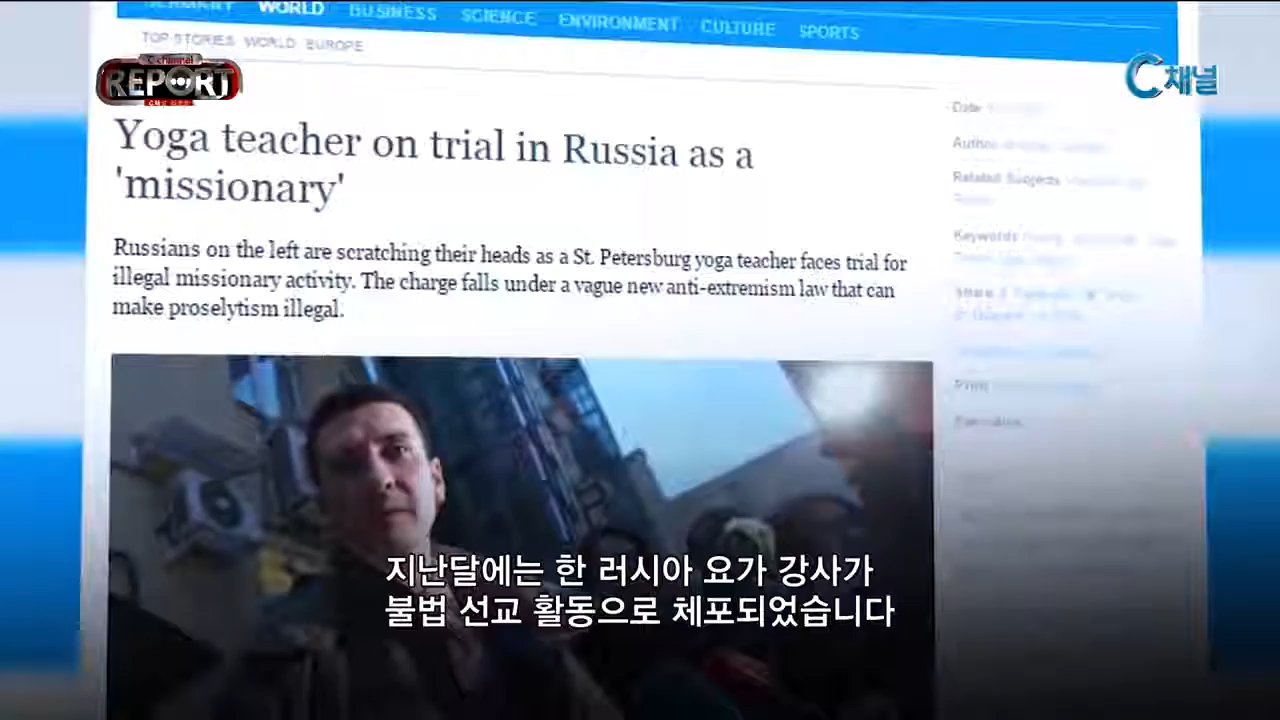 GERMANY WORLD BUSINESS SCIENCE ENVIRONMENT CULTURE SPORTS
TOP STORIES WORLD EUROPE
C channel
REPORT
C채널
Yoga teacher on trial in Russia as a
'missionary'
Russians on the left are scratching their heads as a St. Petersburg yoga teacher faces trial for
illegal missionary activity. The charge falls under a vague new anti-extremism law that can
make proselytism illegal.
Date
Author
Related Subjects
Keywords
Share
Print
Permalink
지난달에는 한 러시아 요가 강사가
불법 선교 활동으로 체포되었습니다